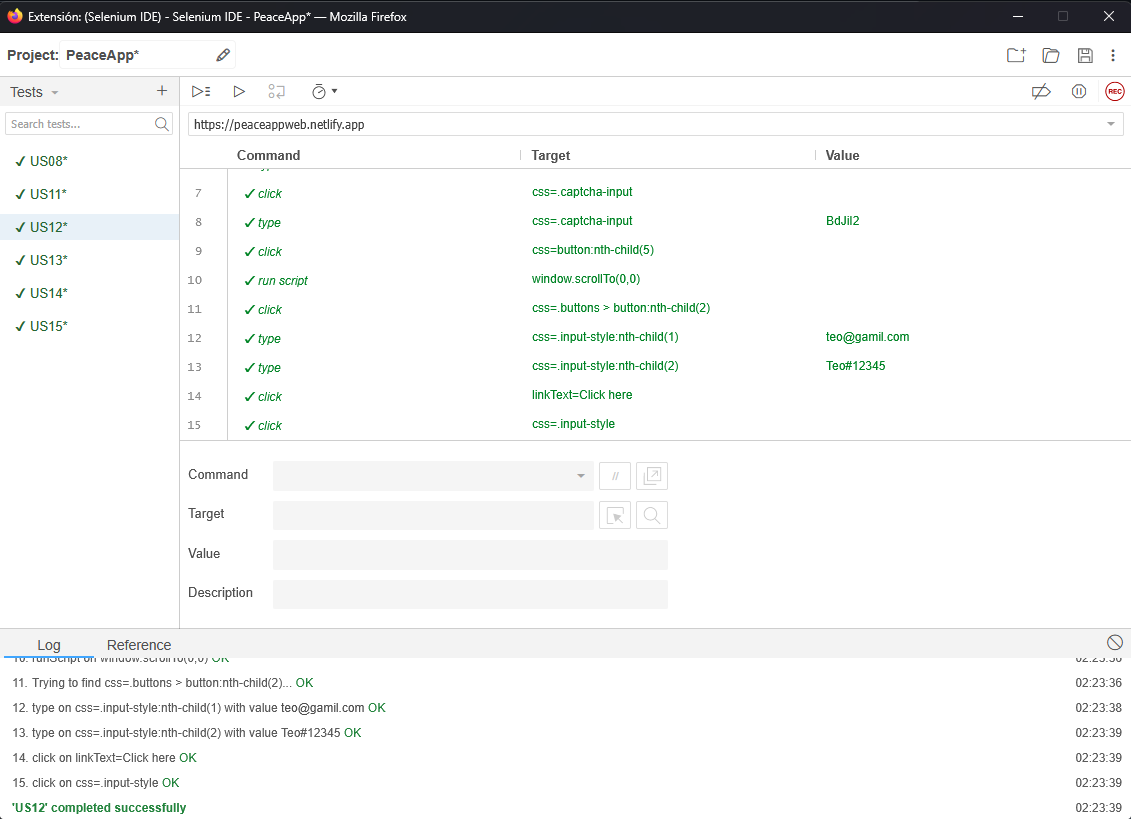 Extensión: (Selenium IDE) - Selenium IDE - PeaceApp* — Mozilla Firefox
Project: PeaceApp*
Tests
+
Search tests...
REC
https://peaceappweb.netlify.app
Command Target Value
✓ US08*
✓ US11*
✓ US12*
✓ US13*
✓ US14*
✓ US15*
7 ✓ click css=.captcha-input
8 ✓ type css=.captcha-input BdJil2
9 ✓ click css=button:nth-child(5)
10 ✓ run script window.scrollTo(0,0)
11 ✓ click css=.buttons > button:nth-child(2)
12 ✓ type css=.input-style:nth-child(1) teo@gamil.com
13 ✓ type css=.input-style:nth-child(2) Teo#12345
14 ✓ click linkText=Click here
15 ✓ click css=.input-style
Command //
Target
Value
Description
Log Reference
10. runScript on window.scrollTo(0,0) OK 02:23:36
11. Trying to find css=.buttons > button:nth-child(2)... OK 02:23:36
12. type on css=.input-style:nth-child(1) with value teo@gamil.com OK 02:23:38
13. type on css=.input-style:nth-child(2) with value Teo#12345 OK 02:23:39
14. click on linkText=Click here OK 02:23:39
15. click on css=.input-style OK 02:23:39
'US12' completed successfully 02:23:39